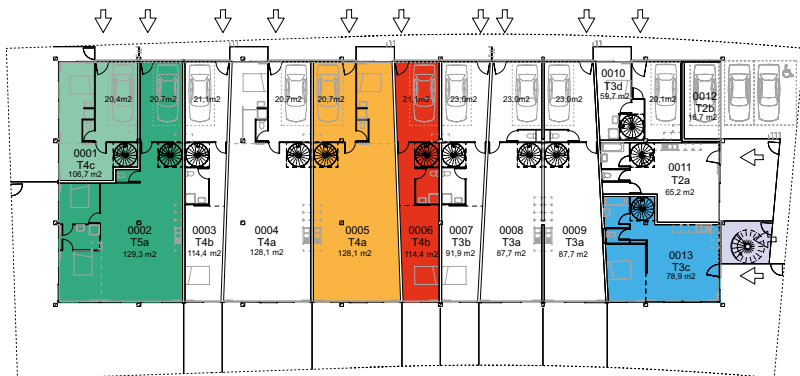 20,4m2
20,7m2
21,1m2
20,7m2
20,7m2
21,1m2
23,0m2
23,0m2
23,0m2
20,1m2
0010
T3d
59,7 m2
0012
T2b
16,7 m2
0001
T4c
106,7 m2
0011
T2a
65,2 m2
0002
T5a
129,3 m2
0003
T4b
114,4 m2
0004
T4a
128,1 m2
0005
T4a
128,1 m2
0006
T4b
114,4 m2
0007
T3b
91,9 m2
0008
T3a
87,7 m2
0009
T3a
87,7 m2
0013
T3c
78,9 m2